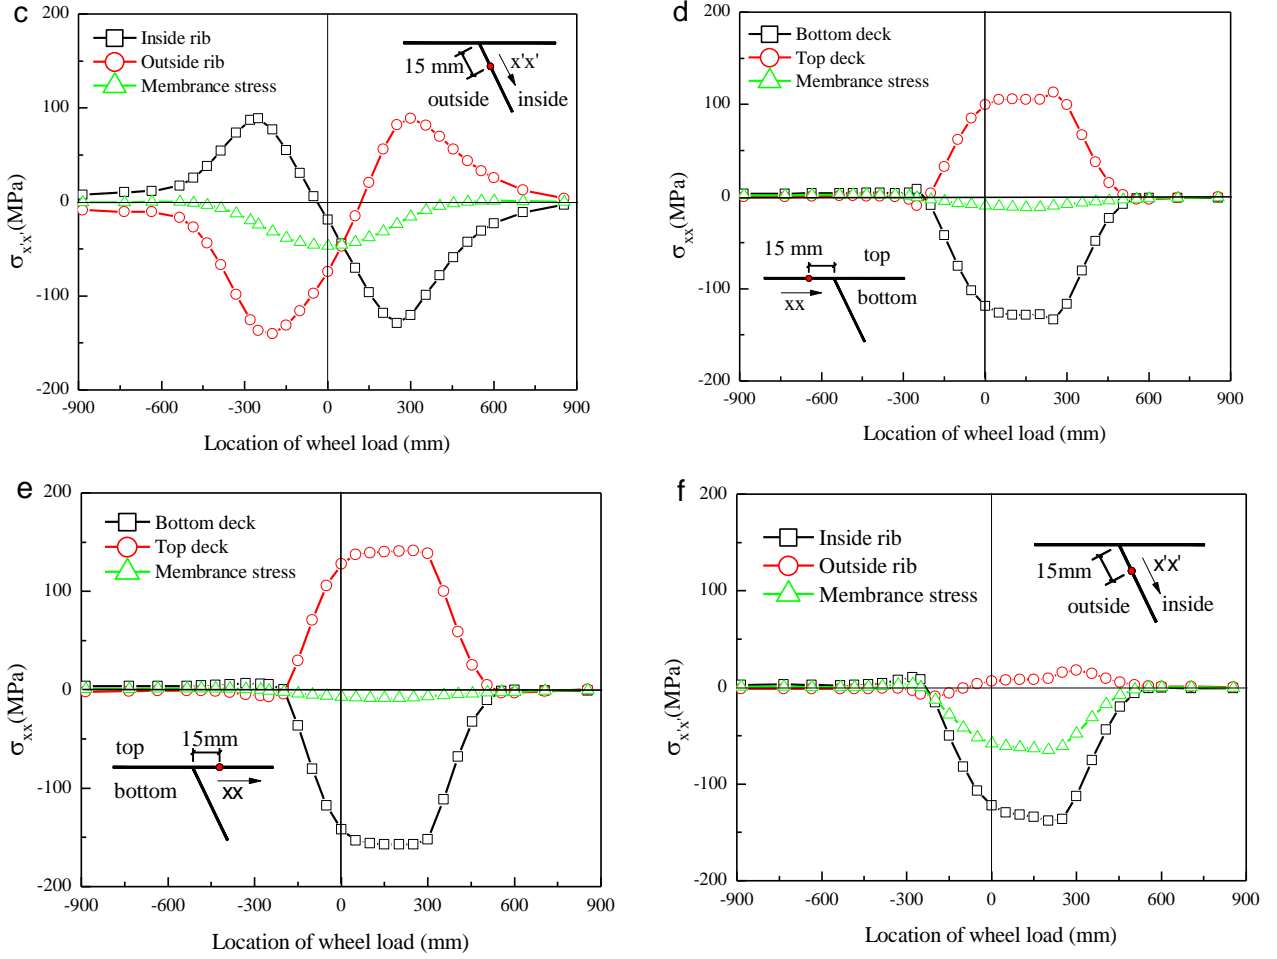 c
200
100
0
-100
-200
σx'x'(MPa)
Inside rib
Outside rib
Membrance stress
15 mm
x'x'
outside
inside
-900
-600
-300
0
300
600
900
Location of wheel load (mm)
d
200
100
0
-100
-200
σxx(MPa)
Bottom deck
Top deck
Membrance stress
15 mm
top
bottom
xx
-900
-600
-300
0
300
600
900
Location of wheel load (mm)
e
200
100
0
-100
-200
σxx(MPa)
Bottom deck
Top deck
Membrance stress
15mm
top
bottom
xx
-900
-600
-300
0
300
600
900
Location of wheel load (mm)
f
200
100
0
-100
-200
σx'x'(MPa)
Inside rib
Outside rib
Membrance stress
15mm
x'x'
outside
inside
-900
-600
-300
0
300
600
900
Location of wheel load (mm)